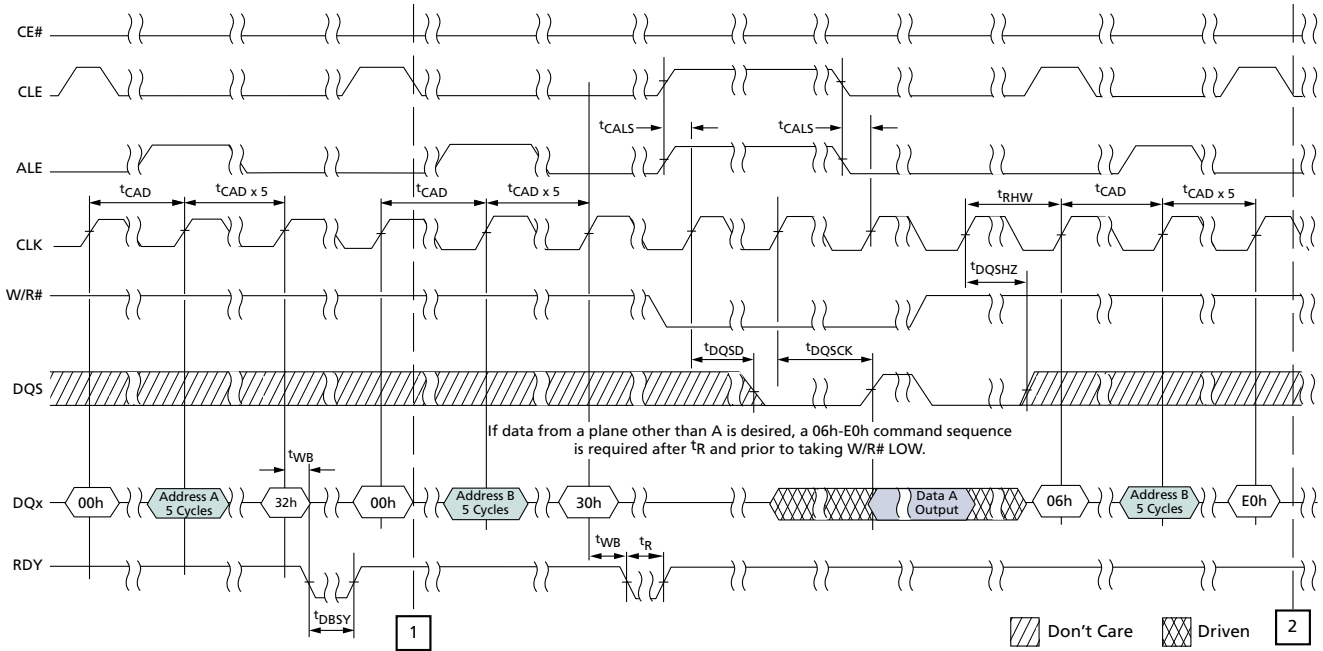 CE#
CLE
tCALS
tCALS
ALE
tCAD
tCAD x 5
tCAD
tCAD x 5
tRHW
tCAD
tCAD x 5
CLK
tDQSHZ
W/R#
tDQSD
tDQSCK
DQS
If data from a plane other than A is desired, a 06h-E0h command sequence
is required after tR and prior to taking W/R# LOW.
tWB
DQx
00h
Address A
5 Cycles
32h
00h
Address B
5 Cycles
30h
Data A
Output
06h
Address B
5 Cycles
E0h
tWB
tR
RDY
tDBSY
1
Don't Care
Driven
2